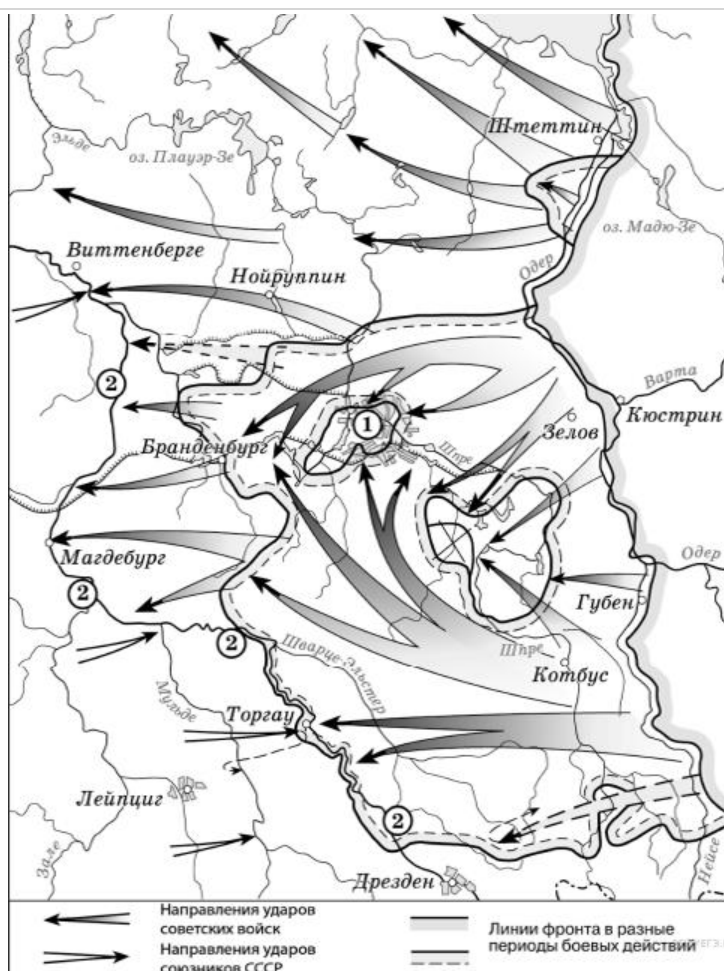 Штеттин
Эльде
оз. Плауэр-Зе
оз. Мадю-Зе
Одер
Виттенберге
Нойруппин
2
Варта
Кюстрин
1
Зелов
Шпре
Бранденбург
Магдебург
Одер
2
Губен
2
Шварце-Эльстер
Шпре
Котбус
Мульде
Торгау
Лейпциг
2
Зале
Дрезден
Нейсе
Направления ударов
советских войск
Направления ударов
союзников СССР
Линии фронта в разные
периоды боевых действий